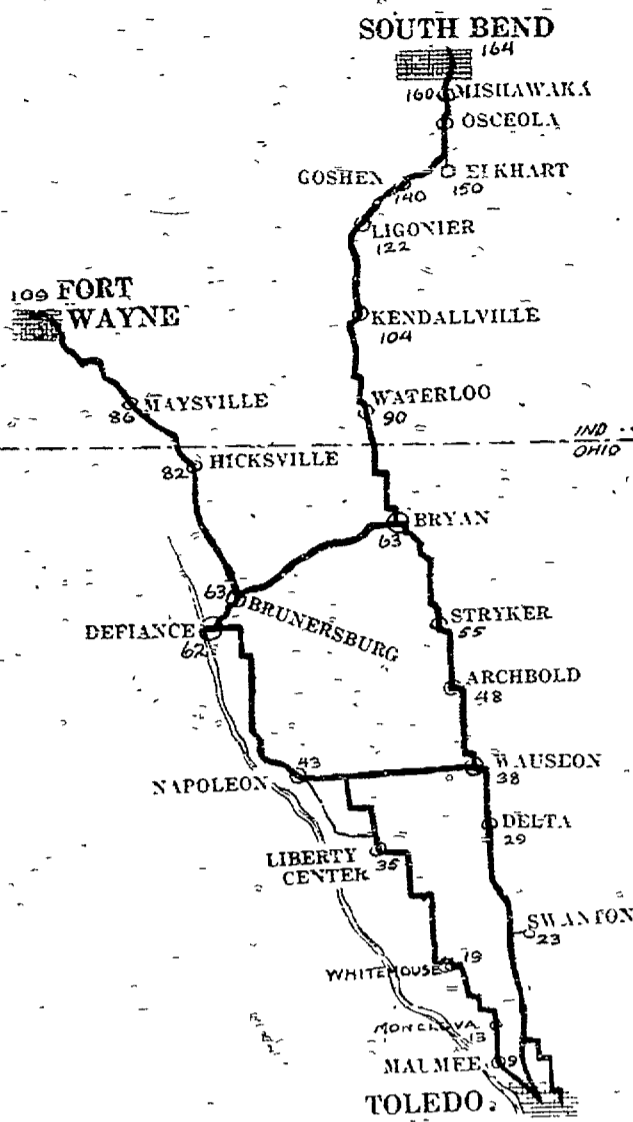 SOUTH BEND
164
160 MISHAWAKA
OSCEOLA
GOSHEN
ELKHART
140
150
LIGONIER
122
109 FORT
WAYNE
KENDALLVILLE
104
MAYSVILLE
86
WATERLOO
90
IND
OHIO
HICKSVILLE
82
BRYAN
63
63
BRUNERSBURG
DEFIANCE
62
STRYKER
55
ARCHBOLD
48
43
NAPOLEON
WAUSEON
38
DELTA
29
LIBERTY
CENTER
35
SWANTON
23
WHITEHOUSE 19
MONCLOVA
13
MAUMEE 9
TOLEDO.